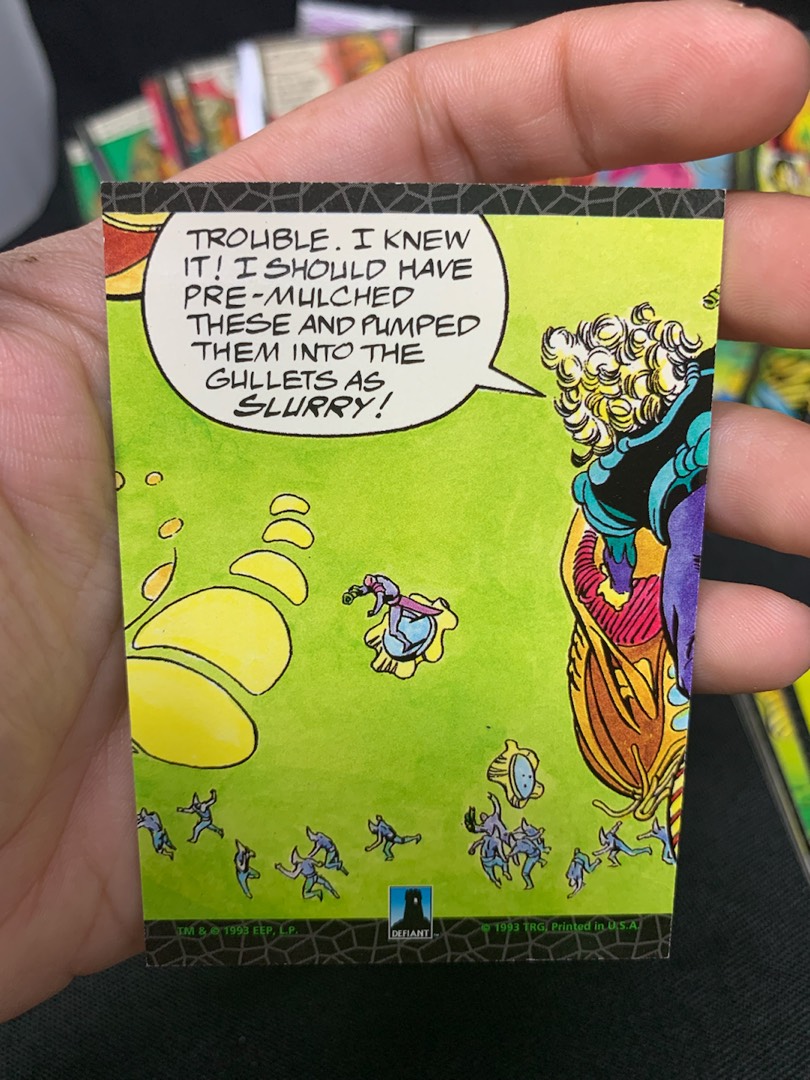 TROUBLE. I KNEW
IT! I SHOULD HAVE
PRE-MULCHED
THESE AND PUMPED
THEM INTO THE
GULLETS AS
SLURRY!
DEFIANT™
TM & © 1993 EEP, L.P.
© 1993 TRG, Printed in U.S.A.